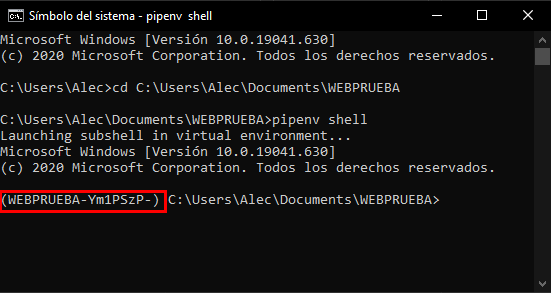 Símbolo del sistema - pipenv shell
Microsoft Windows [Versión 10.0.19041.630]
(c) 2020 Microsoft Corporation. Todos los derechos reservados.
C:\Users\Alec>cd C:\Users\Alec\Documents\WEBPRUEBA
C:\Users\Alec\Documents\WEBPRUEBA>pipenv shell
Launching subshell in virtual environment...
Microsoft Windows [Versión 10.0.19041.630]
(c) 2020 Microsoft Corporation. Todos los derechos reservados.
(WEBPRUEBA-Ym1PSzP-) C:\Users\Alec\Documents\WEBPRUEBA>